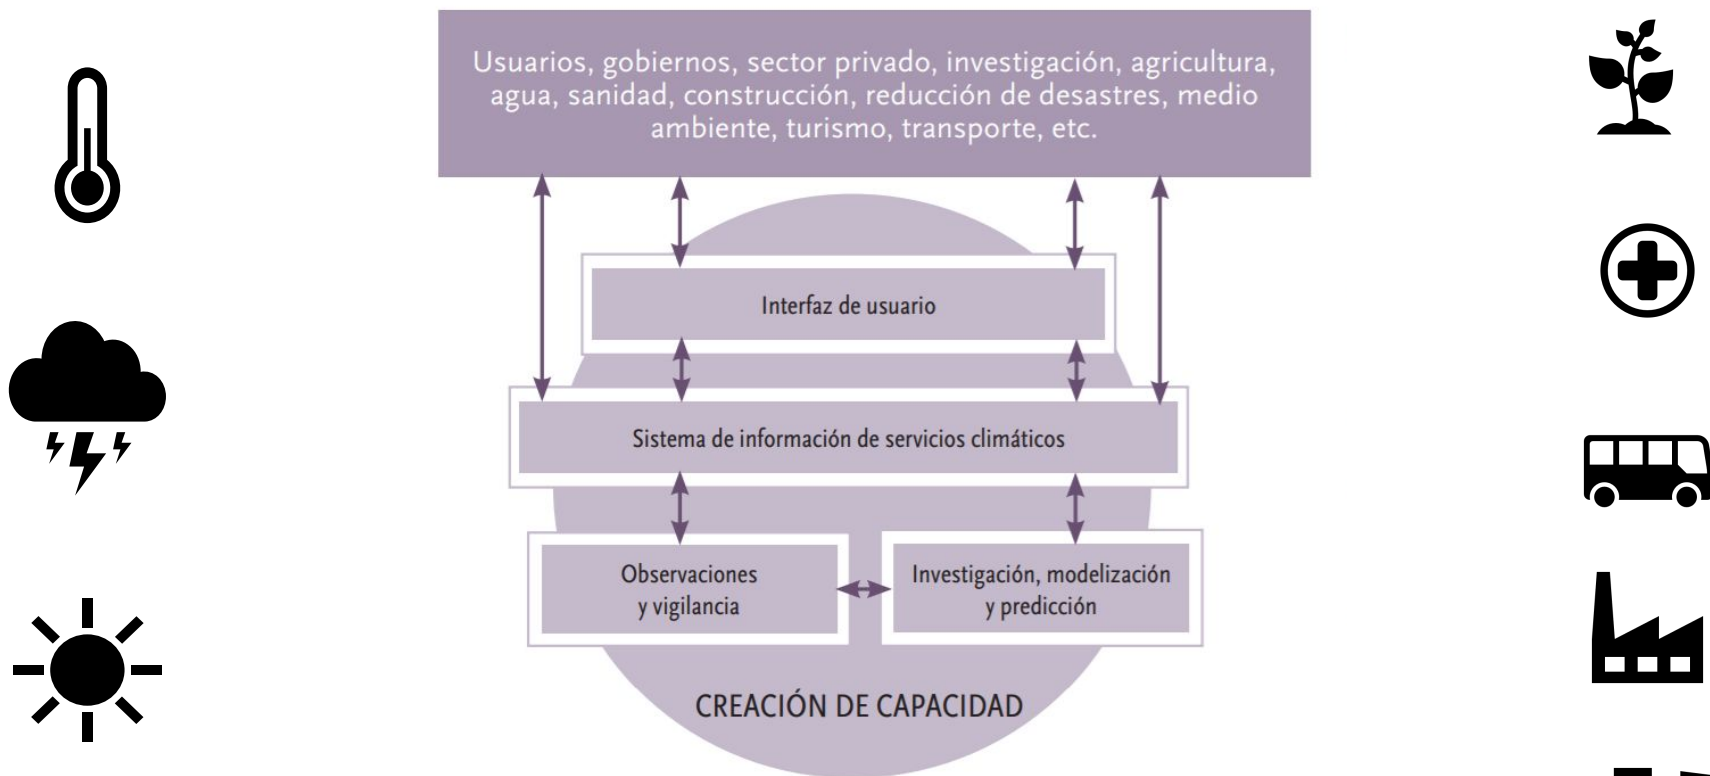 Usuarios, gobiernos, sector privado, investigación, agricultura,
agua, sanidad, construcción, reducción de desastres, medio
ambiente, turismo, transporte, etc.
Interfaz de usuario
Sistema de información de servicios climáticos
Observaciones
y vigilancia
Investigación, modelización
y predicción
CREACIÓN DE CAPACIDAD